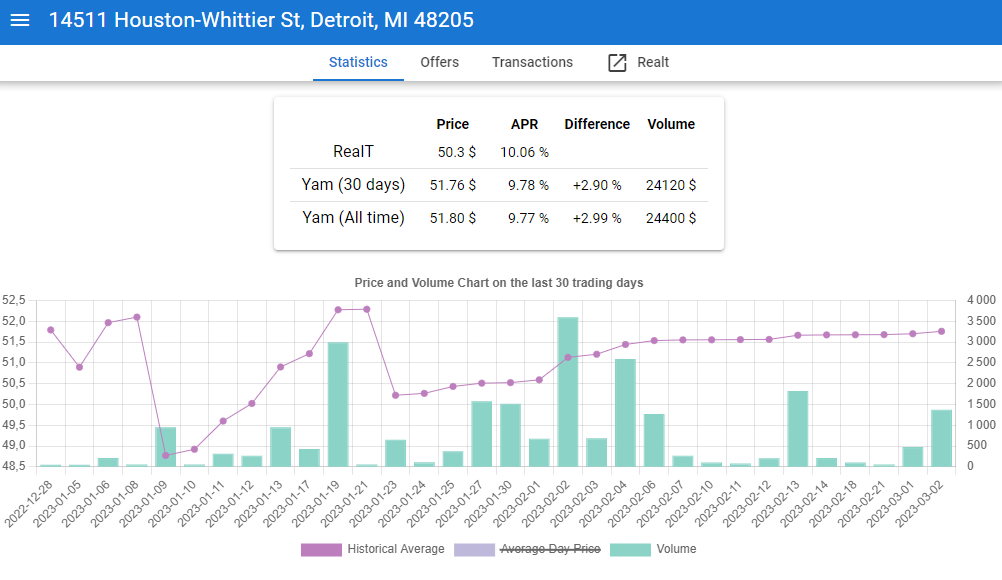 14511 Houston-Whittier St, Detroit, MI 48205
Statistics Offers Transactions Realt
Price APR Difference Volume
RealT 50.3 $ 10.06 %
Yam (30 days) 51.76 $ 9.78 % +2.90 % 24120 $
Yam (All time) 51.80 $ 9.77 % +2.99 % 24400 $
Price and Volume Chart on the last 30 trading days
52,5 4 000
52,0 3 500
51,5 3 000
51,0 2 500
50,5 2 000
50,0 1 500
49,5 1 000
49,0 500
48,5 0
2022-12-28 2023-01-05 2023-01-06 2023-01-08 2023-01-09 2023-01-10 2023-01-11 2023-01-12 2023-01-13 2023-01-17 2023-01-19 2023-01-21 2023-01-23 2023-01-24 2023-01-25 2023-01-27 2023-01-30 2023-02-01 2023-02-02 2023-02-03 2023-02-04 2023-02-06 2023-02-07 2023-02-10 2023-02-11 2023-02-12 2023-02-13 2023-02-14 2023-02-18 2023-02-21 2023-03-01 2023-03-02
Historical Average Average Day Price Volume